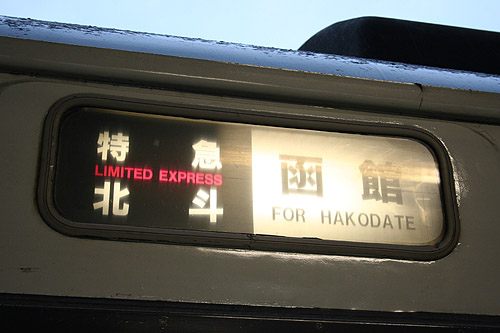 特急
LIMITED EXPRESS
北斗
函館
FOR HAKODATE